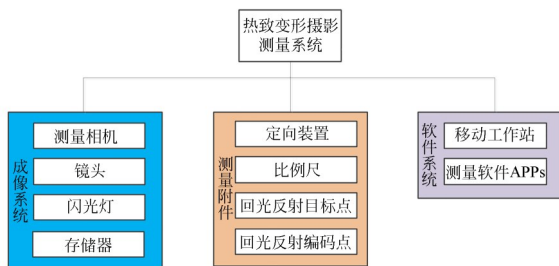 热致变形摄影
测量系统
成像系统
测量相机
镜头
闪光灯
存储器
测量附件
定向装置
比例尺
回光反射目标点
回光反射编码点
软件系统
移动工作站
测量软件APPs